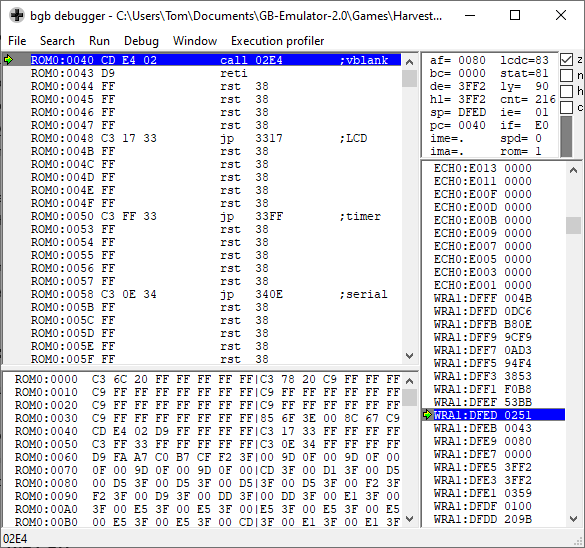 bgb debugger - C:\Users\Tom\Documents\GB-Emulator-2.0\Games\Harvest...
File Search Run Debug Window Execution profiler
ROM0:0040 CD E4 02 call 02E4 ;vblank
ROM0:0043 D9 reti
ROM0:0044 FF rst 38
ROM0:0045 FF rst 38
ROM0:0046 FF rst 38
ROM0:0047 FF rst 38
ROM0:0048 C3 17 33 jp 3317 ;LCD
ROM0:004B FF rst 38
ROM0:004C FF rst 38
ROM0:004D FF rst 38
ROM0:004E FF rst 38
ROM0:004F FF rst 38
ROM0:0050 C3 FF 33 jp 33FF ;timer
ROM0:0053 FF rst 38
ROM0:0054 FF rst 38
ROM0:0055 FF rst 38
ROM0:0056 FF rst 38
ROM0:0057 FF rst 38
ROM0:0058 C3 0E 34 jp 340E ;serial
ROM0:005B FF rst 38
ROM0:005C FF rst 38
ROM0:005D FF rst 38
ROM0:005E FF rst 38
ROM0:005F FF rst 38
af= 0080 lcdc=83 z
bc= 0000 stat=81 n
de= 3FF2 ly= 90 h
hl= 3FF2 cnt= 216 c
sp= DFED ie= 01
pc= 0040 if= E0
ime=. spd= 0
ima=. rom= 1
ECH0:E013 0000
ECH0:E011 0000
ECH0:E00F 0000
ECH0:E00D 0000
ECH0:E00B 0000
ECH0:E009 0000
ECH0:E007 0000
ECH0:E005 0000
ECH0:E003 0000
ECH0:E001 0000
WRA1:DFFF 004B
WRA1:DFFD 0DC6
WRA1:DFFB B80E
WRA1:DFF9 9CF9
WRA1:DFF7 0AD3
WRA1:DFF5 94F4
WRA1:DFF3 3853
WRA1:DFF1 F0B8
WRA1:DFEF 53BB
WRA1:DFED 0251
WRA1:DFEB 0043
WRA1:DFE9 0080
WRA1:DFE7 0000
WRA1:DFE5 3FF2
WRA1:DFE3 3FF2
WRA1:DFE1 0359
WRA1:DFDF 0100
WRA1:DFDD 209B
ROM0:0000 C3 6C 20 FF FF FF FF FF|C3 78 20 C9 FF FF FF
ROM0:0010 C9 FF FF FF FF FF FF FF|C9 FF FF FF FF FF FF
ROM0:0020 C9 FF FF FF FF FF FF FF|C9 FF FF FF FF FF FF
ROM0:0030 C9 FF FF FF FF FF FF FF|85 6F 3E 00 8C 67 C9
ROM0:0040 CD E4 02 D9 FF FF FF FF|C3 17 33 FF FF FF FF
ROM0:0050 C3 FF 33 FF FF FF FF FF|C3 0E 34 FF FF FF FF
ROM0:0060 D9 FA A7 C0 B7 CF F2 3F|00 9D 0F 00 9D 0F 00
ROM0:0070 0F 00 9D 0F 00 9D 0F 00|CD 3F 00 D1 3F 00 D5
ROM0:0080 00 D5 3F 00 D5 3F 00 D5|3F 00 D5 3F 00 F2 3F
ROM0:0090 F2 3F 00 D9 3F 00 DD 3F|00 DD 3F 00 E1 3F 00
ROM0:00A0 3F 00 E5 3F 00 E5 3F 00|E5 3F 00 E5 3F 00 E5
ROM0:00B0 00 E5 3F 00 E5 3F 00 CD|3F 00 E1 3F 00 E1 3F
02E4